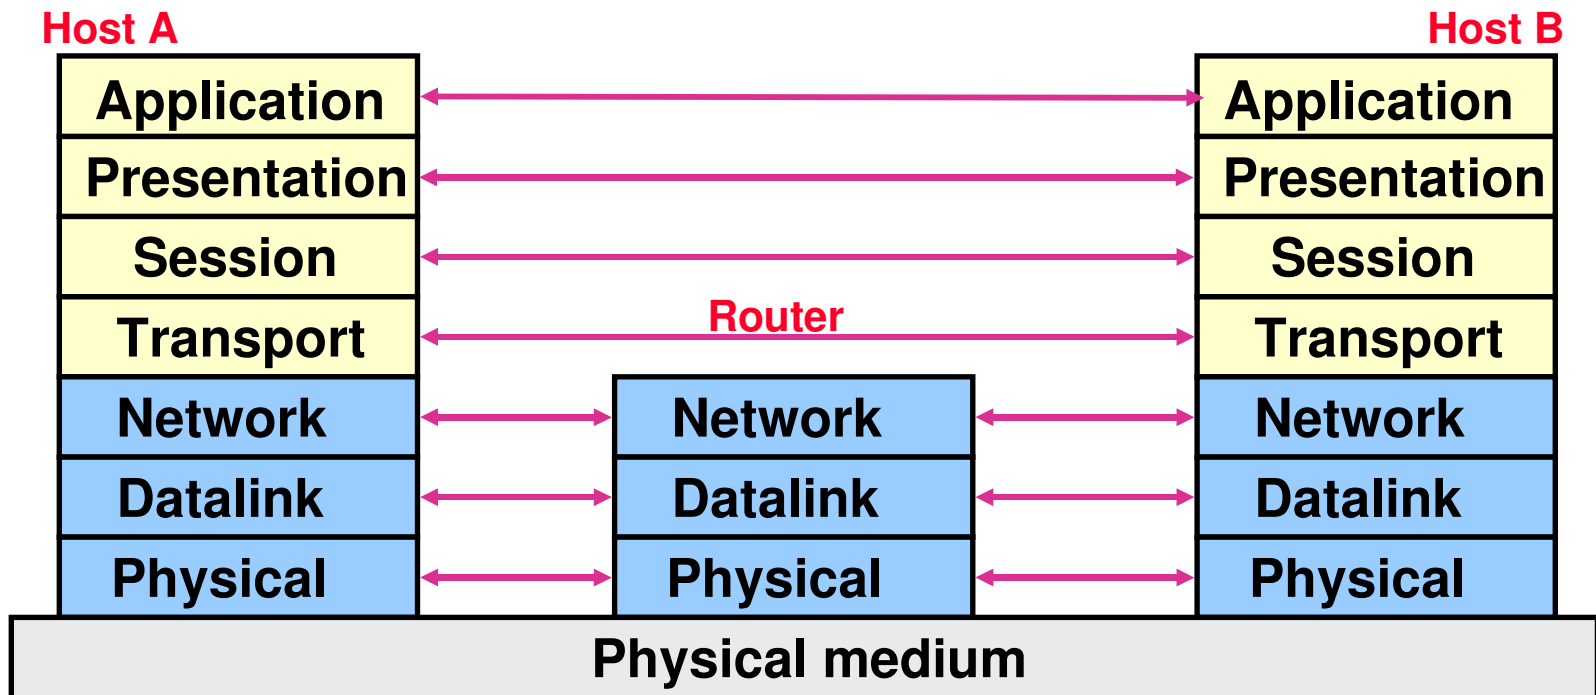 Host A Host B
Application Application
Presentation Presentation
Session Session
Router
Transport Transport
Network Network Network
Datalink Datalink Datalink
Physical Physical Physical
Physical medium